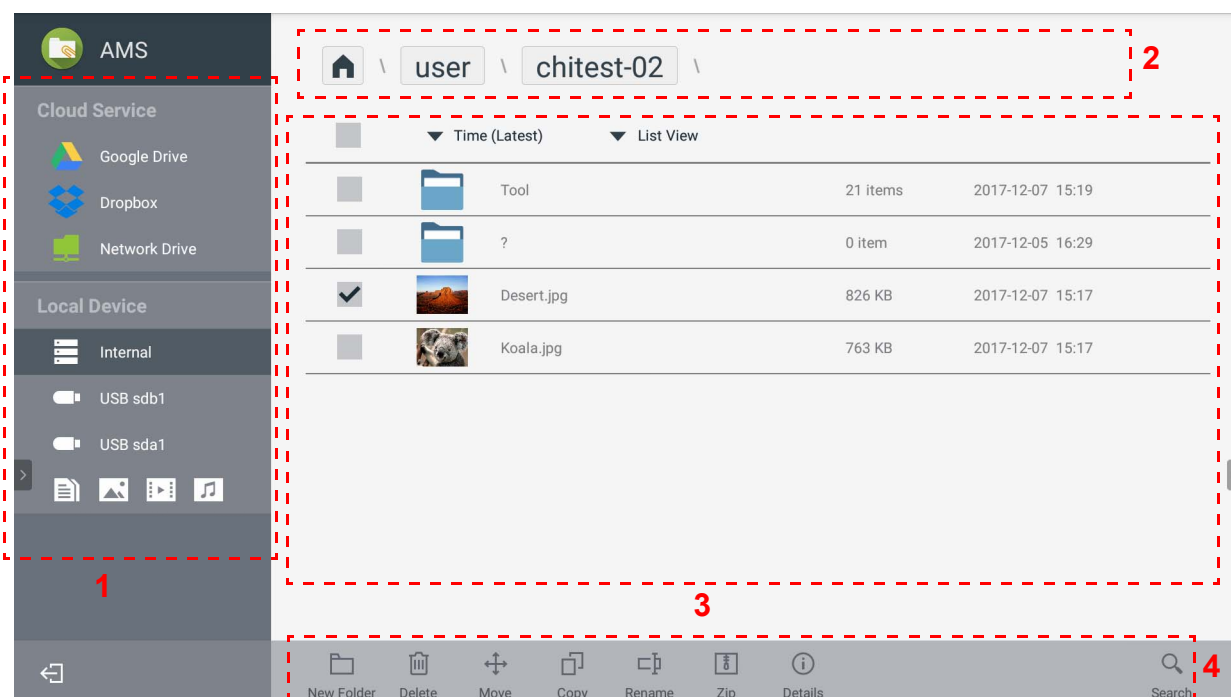 AMS
Cloud Service
Google Drive
Dropbox
Network Drive
Local Device
Internal
USB sdb1
USB sda1
1
\ user \ chitest-02 \
2
Time (Latest) List View
Tool 21 items 2017-12-07 15:19
? 0 item 2017-12-05 16:29
Desert.jpg 826 KB 2017-12-07 15:17
Koala.jpg 763 KB 2017-12-07 15:17
3
New Folder Delete Move Copy Rename Zip Details Search
4